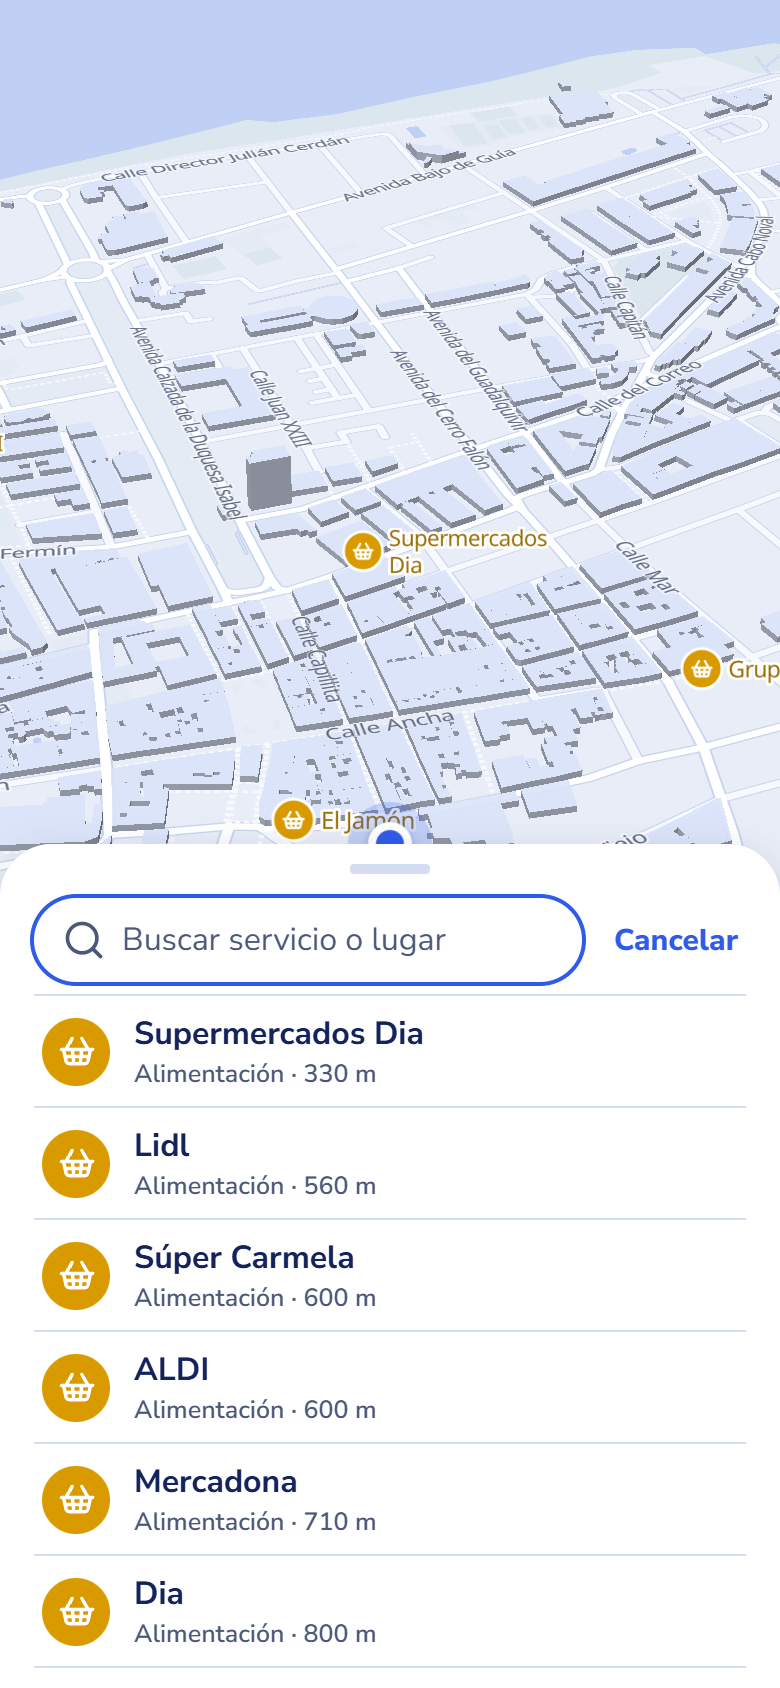 Calle Director Julián Cerdán
Avenida Bajo de Guía
Avenida Cabo Noval
Calle Capitán
Avenida Calzada de la Duquesa Isabel
Calle Juan XXIII
Avenida del Guadalquivir
Avenida del Cerro Falón
Calle del Correo
Supermercados
Dia
Fermín
Calle Mar
Calle Capillita
Grup
Calle Ancha
El Jamón
Buscar servicio o lugar
Cancelar
Supermercados Dia
Alimentación · 330 m
Lidl
Alimentación · 560 m
Súper Carmela
Alimentación · 600 m
ALDI
Alimentación · 600 m
Mercadona
Alimentación · 710 m
Dia
Alimentación · 800 m